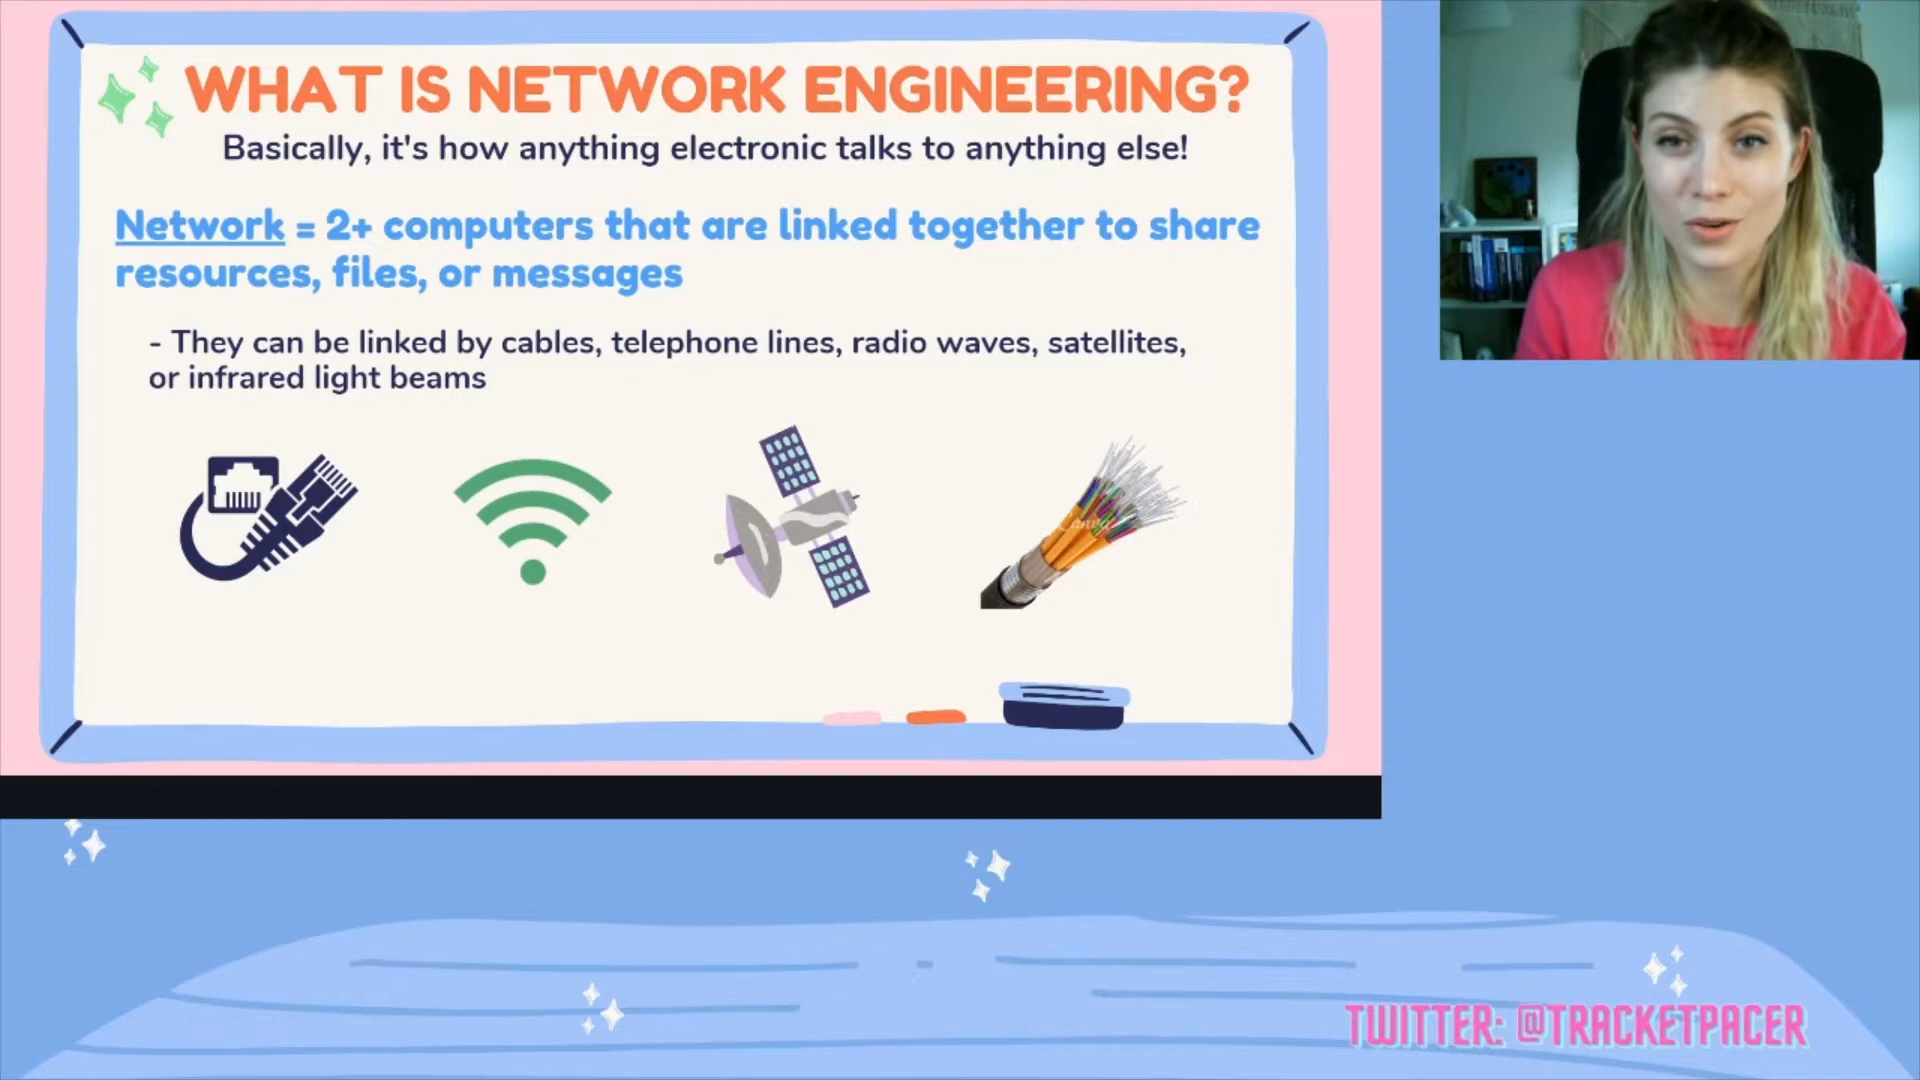 WHAT IS NETWORK ENGINEERING?
Basically, it's how anything electronic talks to anything else!
Network = 2+ computers that are linked together to share
resources, files, or messages
- They can be linked by cables, telephone lines, radio waves, satellites,
or infrared light beams
TWITTER: @TRACKETPACER